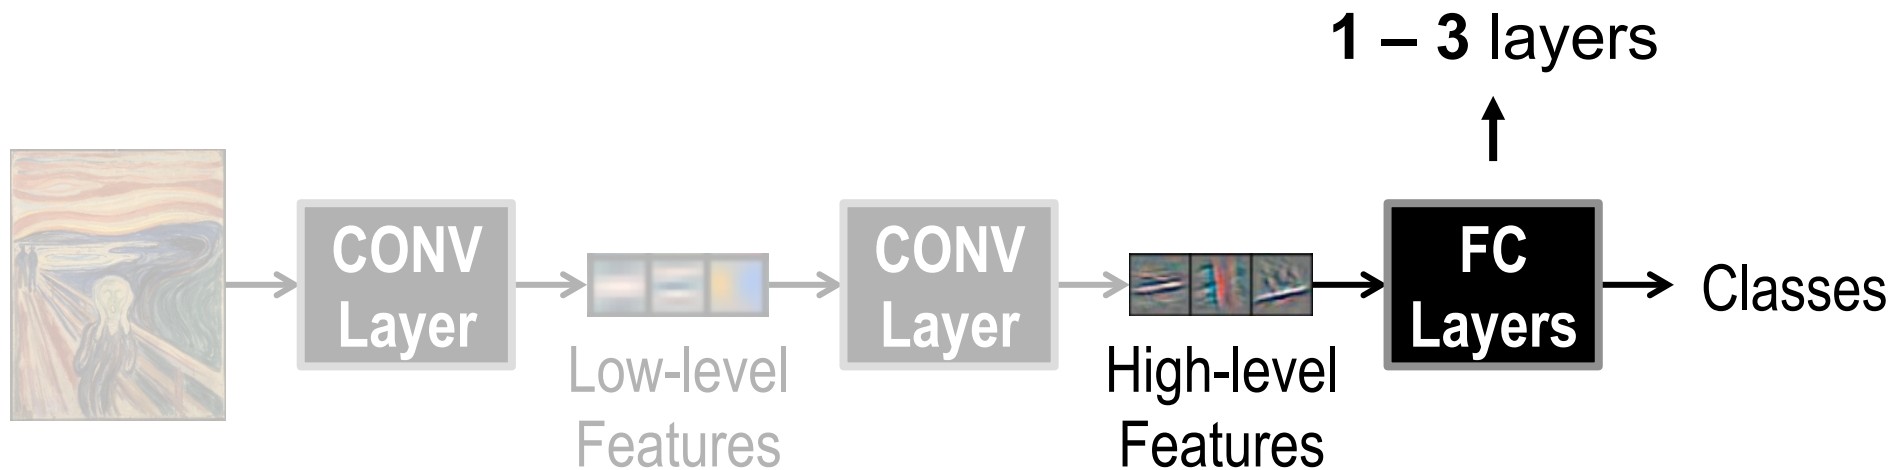 1 – 3 layers
CONV
Layer
Low-level
Features
CONV
Layer
High-level
Features
FC
Layers
Classes